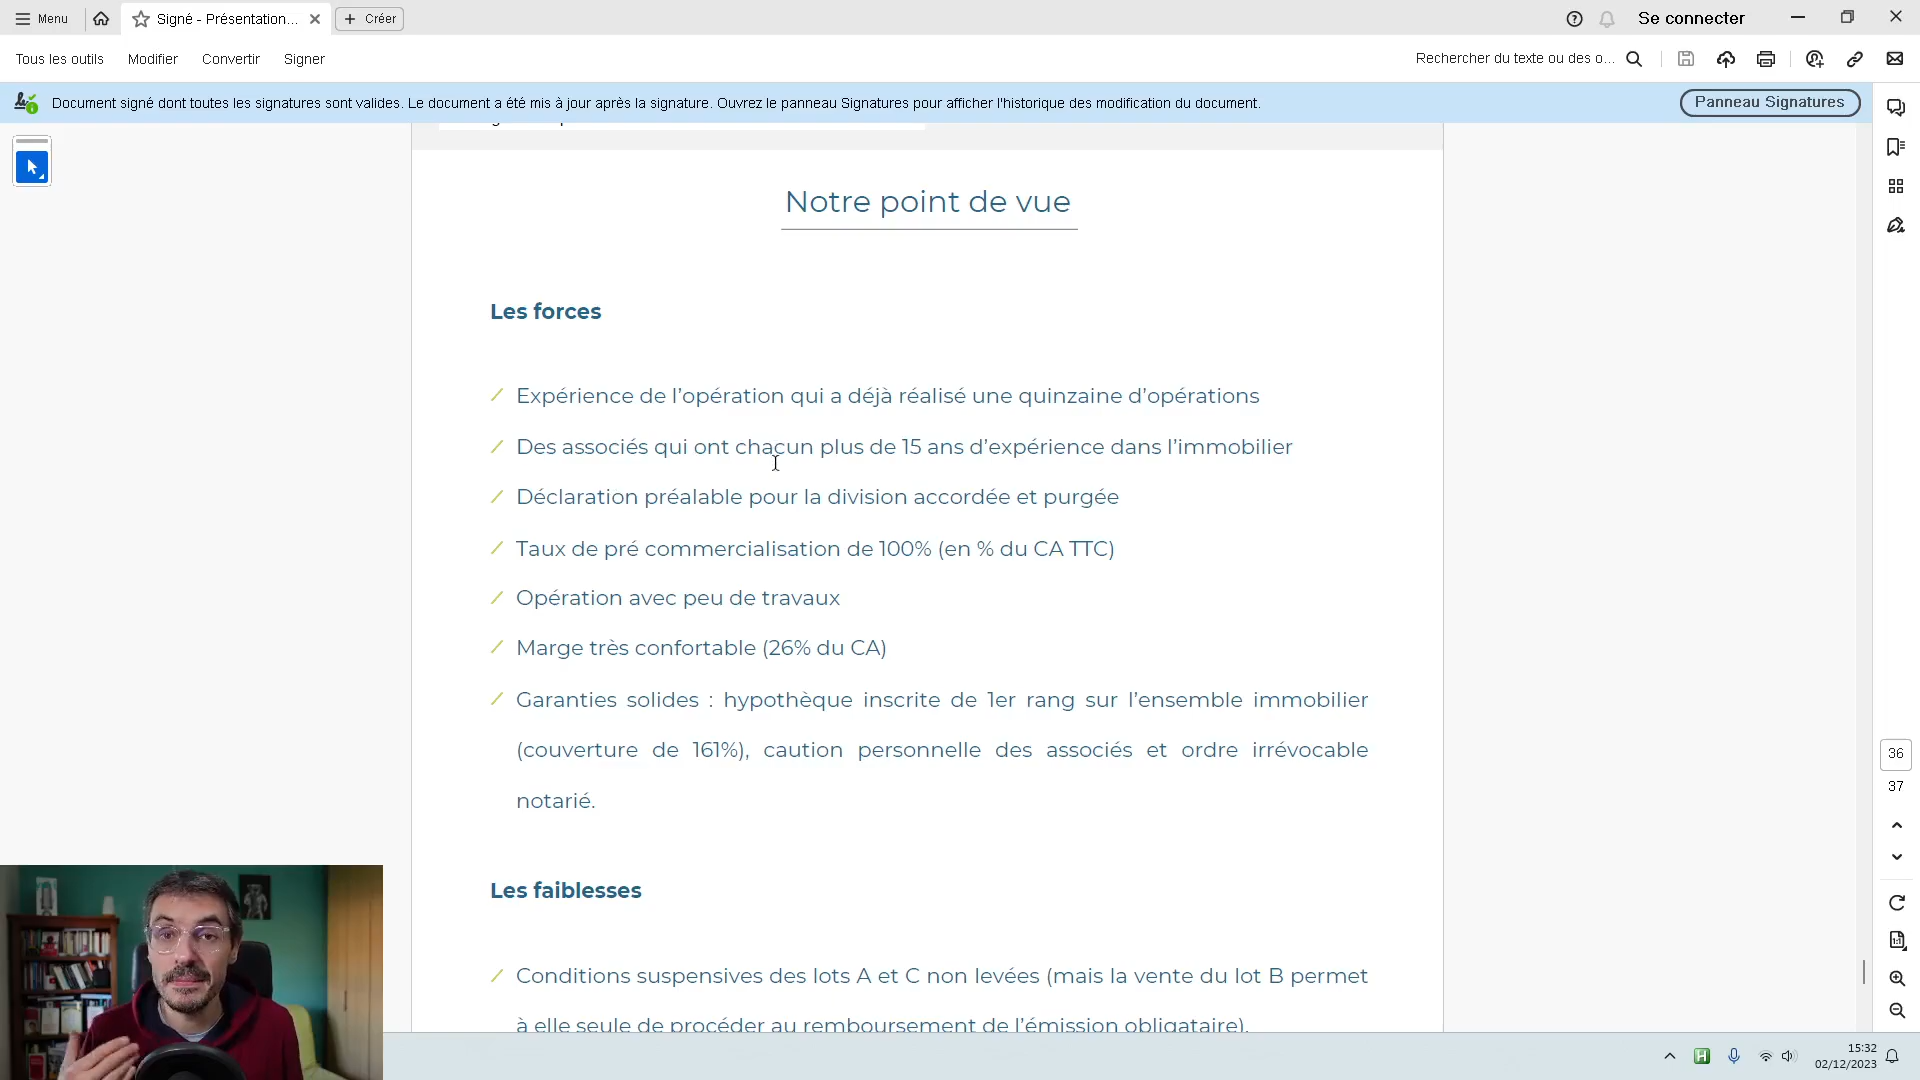 Menu
Signé - Présentation...
Créer
Se connecter
Tous les outils
Modifier
Convertir
Signer
Rechercher du texte ou des o...
Document signé dont toutes les signatures sont valides. Le document a été mis à jour après la signature. Ouvrez le panneau Signatures pour afficher l'historique des modification du document.
Panneau Signatures
Notre point de vue
Les forces
Expérience de l'opération qui a déjà réalisé une quinzaine d'opérations
Des associés qui ont chacun plus de 15 ans d'expérience dans l'immobilier
Déclaration préalable pour la division accordée et purgée
Taux de pré commercialisation de 100% (en % du CA TTC)
Opération avec peu de travaux
Marge très confortable (26% du CA)
Garanties solides : hypothèque inscrite de 1er rang sur l'ensemble immobilier
(couverture de 161%), caution personnelle des associés et ordre irrévocable
notarié.
Les faiblesses
Conditions suspensives des lots A et C non levées (mais la vente du lot B permet
à elle seule de procéder au remboursement de l'émission obligataire).
36
37
15:32
02/12/2023